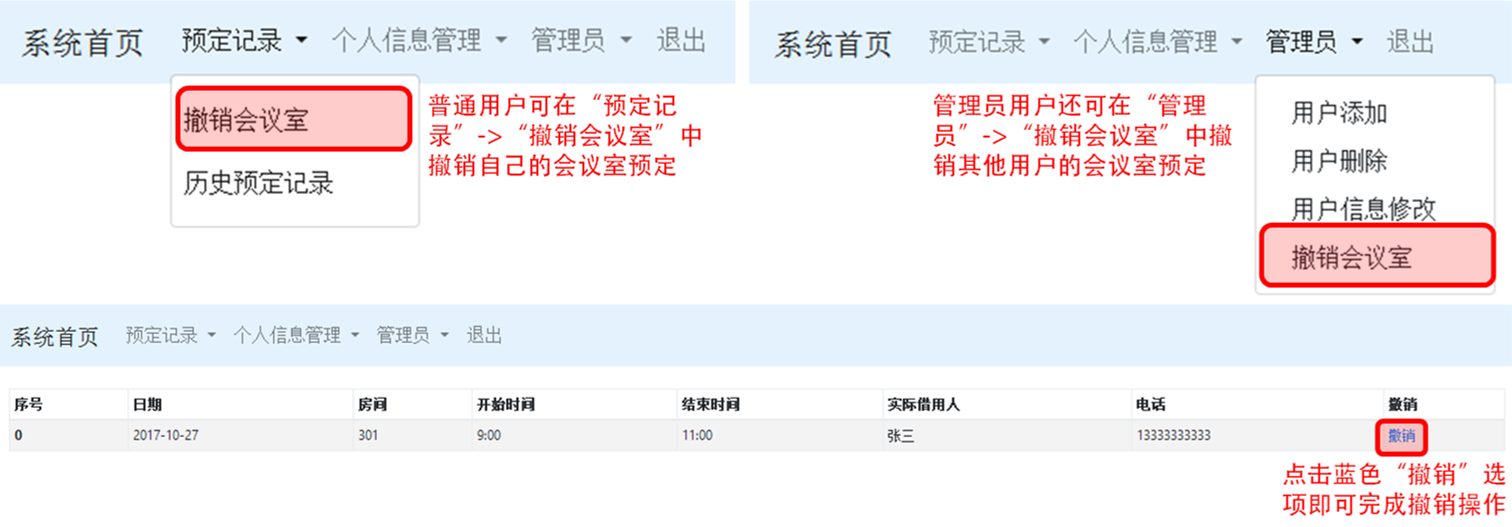 系统首页 预定记录 个人信息管理 管理员 退出
撤销会议室
历史预定记录
普通用户可在“预定记
录”->“撤销会议室”中
撤销自己的会议室预定
系统首页 预定记录 个人信息管理 管理员 退出
管理员用户还可在“管理
员”->“撤销会议室”中撤
销其他用户的会议室预定
用户添加
用户删除
用户信息修改
撤销会议室
系统首页 预定记录 个人信息管理 管理员 退出
序号 日期 房间 开始时间 结束时间 实际借用人 电话 撤销
0 2017-10-27 301 9:00 11:00 张三 13333333333 撤销
点击蓝色“撤销”选
项即可完成撤销操作